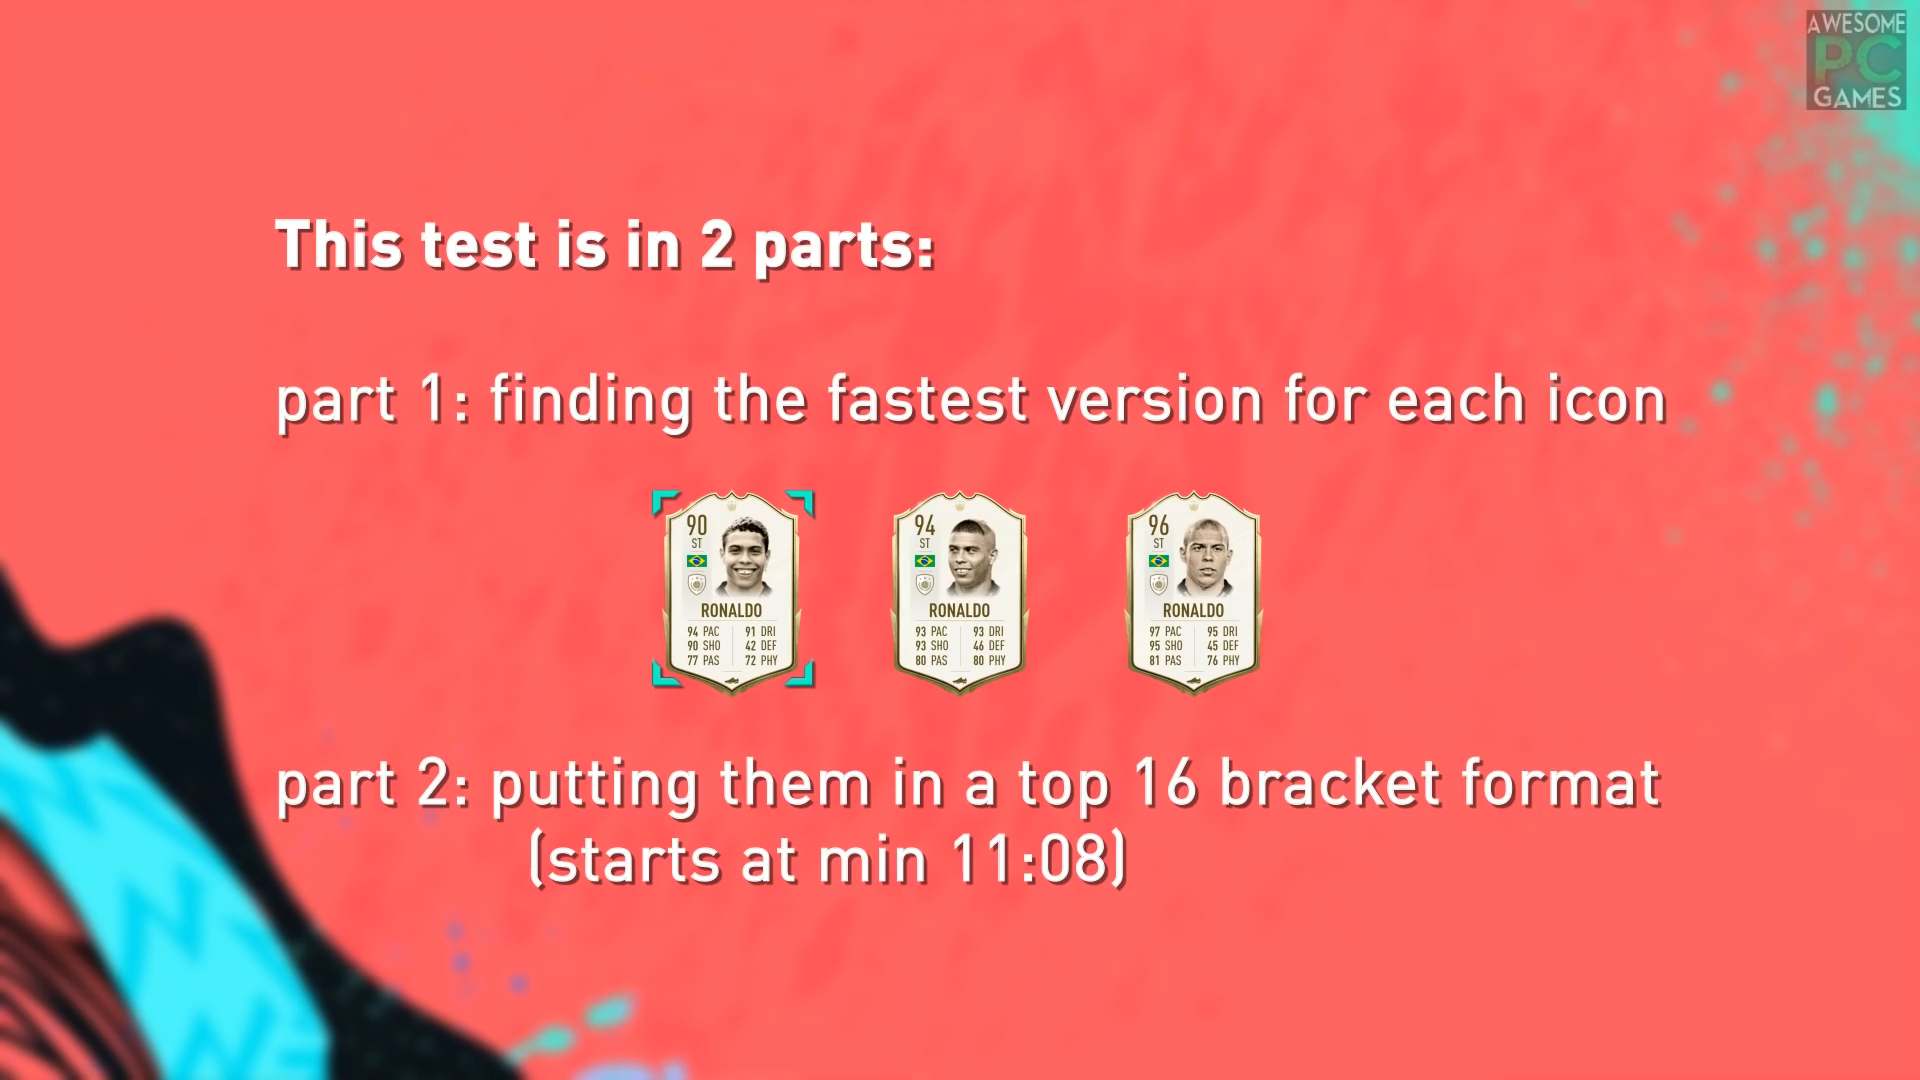 AWESOME
PC
GAMES
This test is in 2 parts:
part 1: finding the fastest version for each icon
90
ST
RONALDO
94 PAC 91 DRI
90 SHO 42 DEF
77 PAS 72 PHY
94
ST
RONALDO
93 PAC 93 DRI
93 SHO 46 DEF
80 PAS 80 PHY
96
ST
RONALDO
97 PAC 95 DRI
95 SHO 45 DEF
81 PAS 76 PHY
part 2: putting them in a top 16 bracket format
(starts at min 11:08)